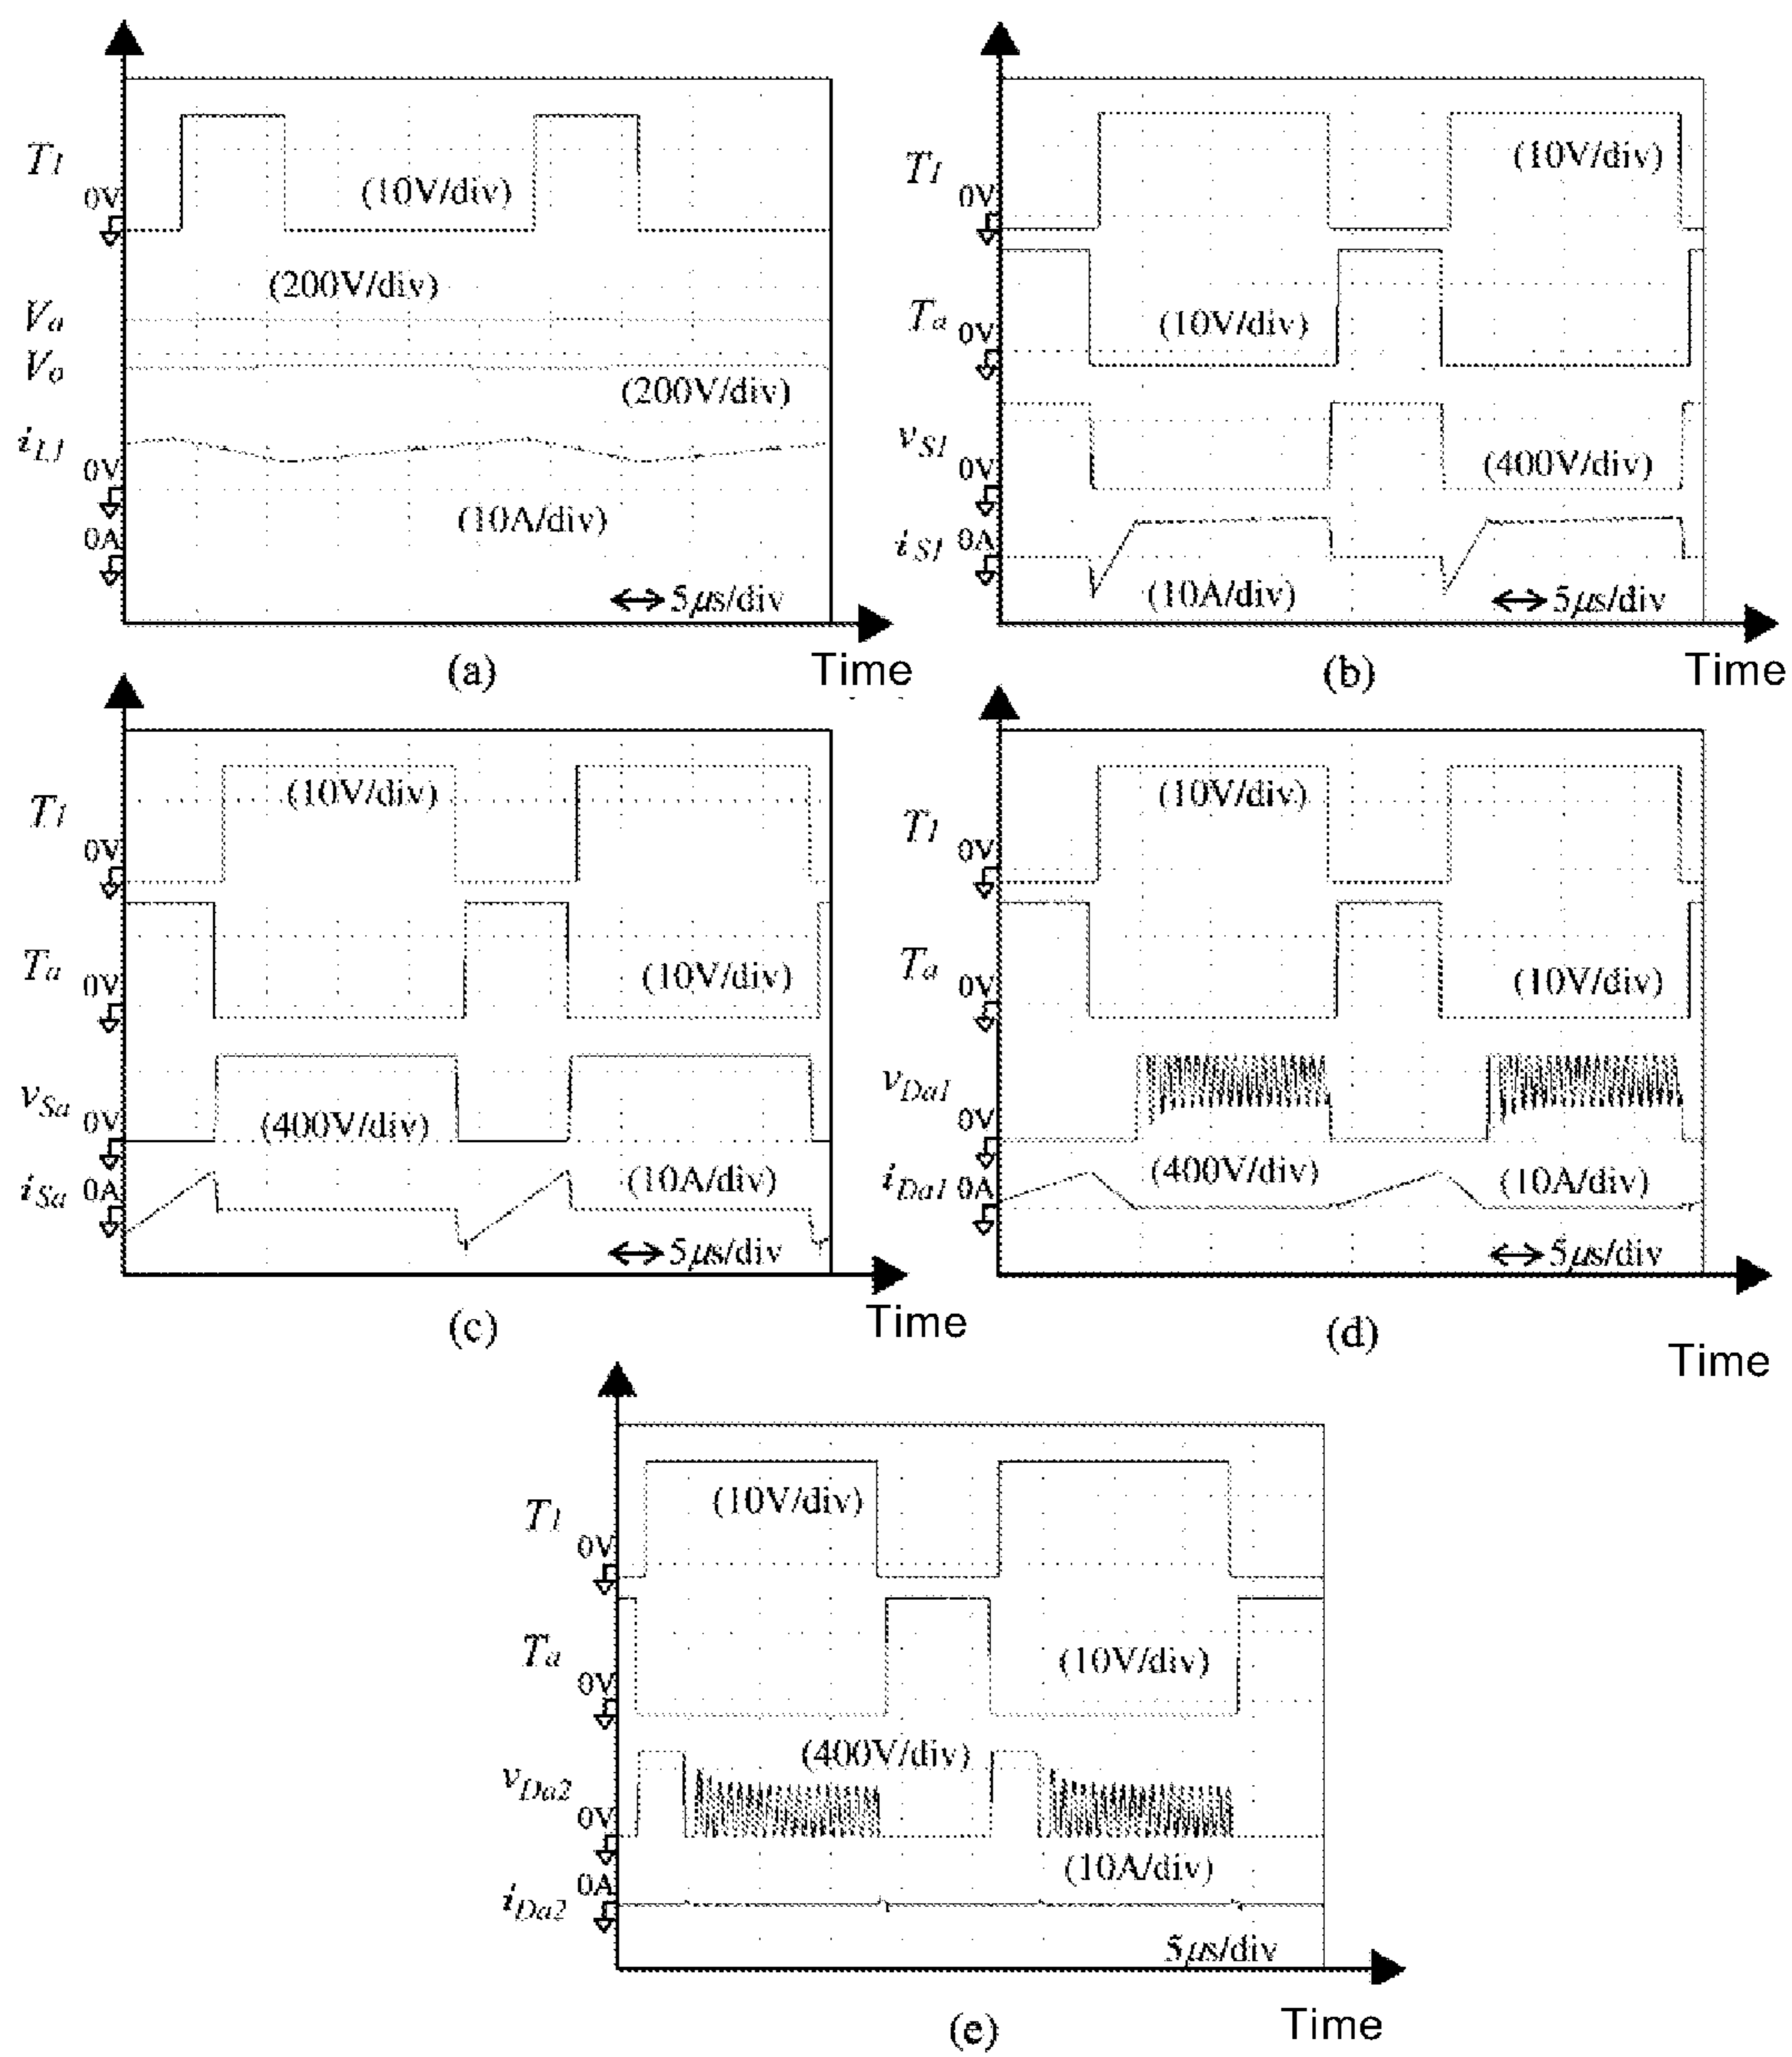 T1
0V
(10V/div)
(200V/div)
Va
Vo
(200V/div)
iL1
0V
(10A/div)
0A
5μs/div
Time
(a)
T1
0V
(10V/div)
Ta
0V
(10V/div)
vS1
0V
(400V/div)
iS1
0A
(10A/div)
5μs/div
Time
(b)
T1
0V
(10V/div)
Ta
0V
(10V/div)
vSa
0V
(400V/div)
iSa
0A
(10A/div)
5μs/div
Time
(c)
T1
0V
(10V/div)
Ta
0V
(10V/div)
vDa1
0V
(400V/div)
iDa1
0A
(10A/div)
5μs/div
Time
(d)
T1
0V
(10V/div)
Ta
0V
(10V/div)
(400V/div)
vDa2
0V
(10A/div)
0A
iDa2
5μs/div
Time
(e)